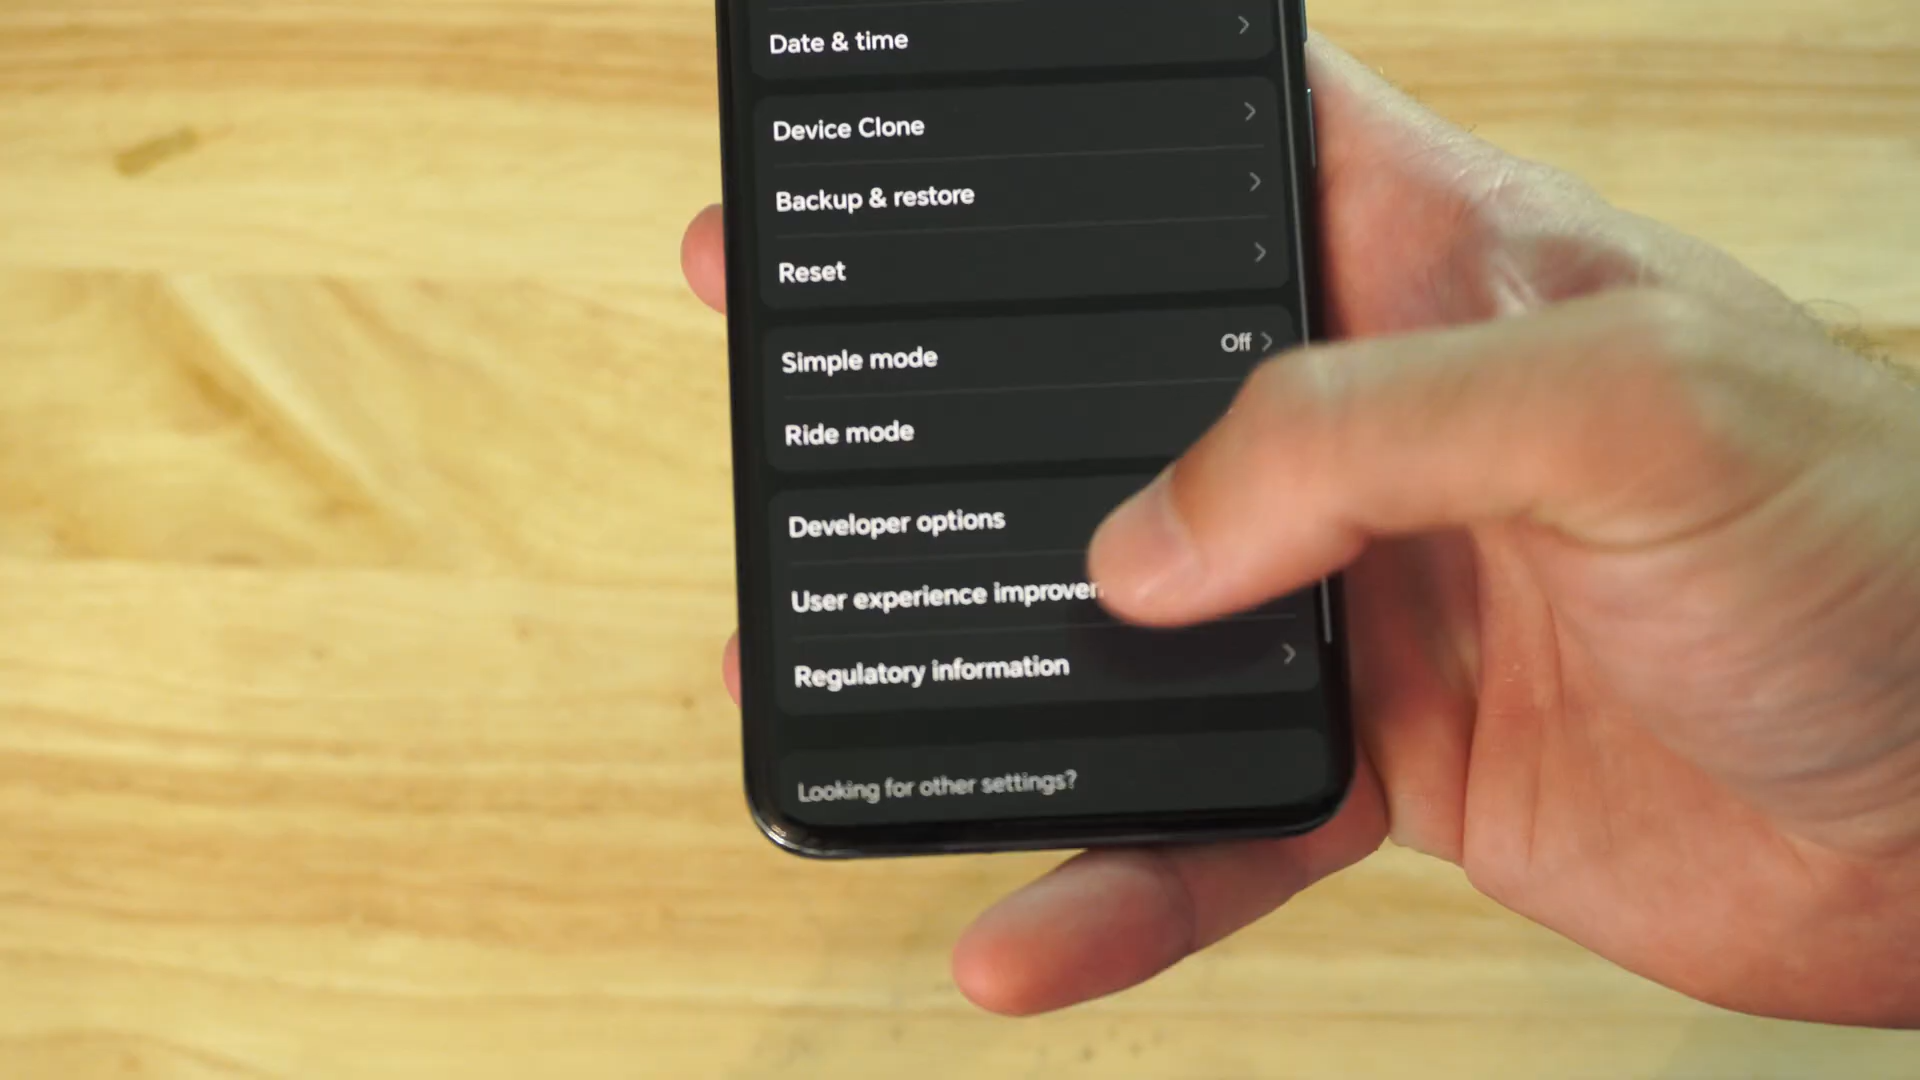 Date & time
Device Clone
Backup & restore
Reset
Simple mode Off
Ride mode
Developer options
User experience improven
Regulatory information
Looking for other settings?